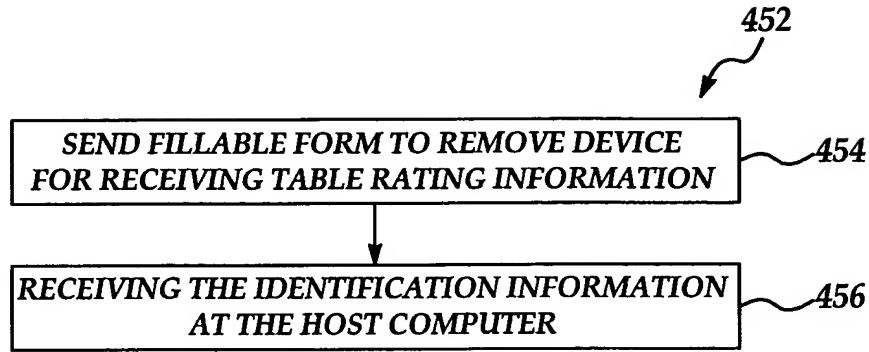 452
SEND FILLABLE FORM TO REMOVE DEVICE
FOR RECEIVING TABLE RATING INFORMATION
454
RECEIVING THE IDENTIFICATION INFORMATION
AT THE HOST COMPUTER
456